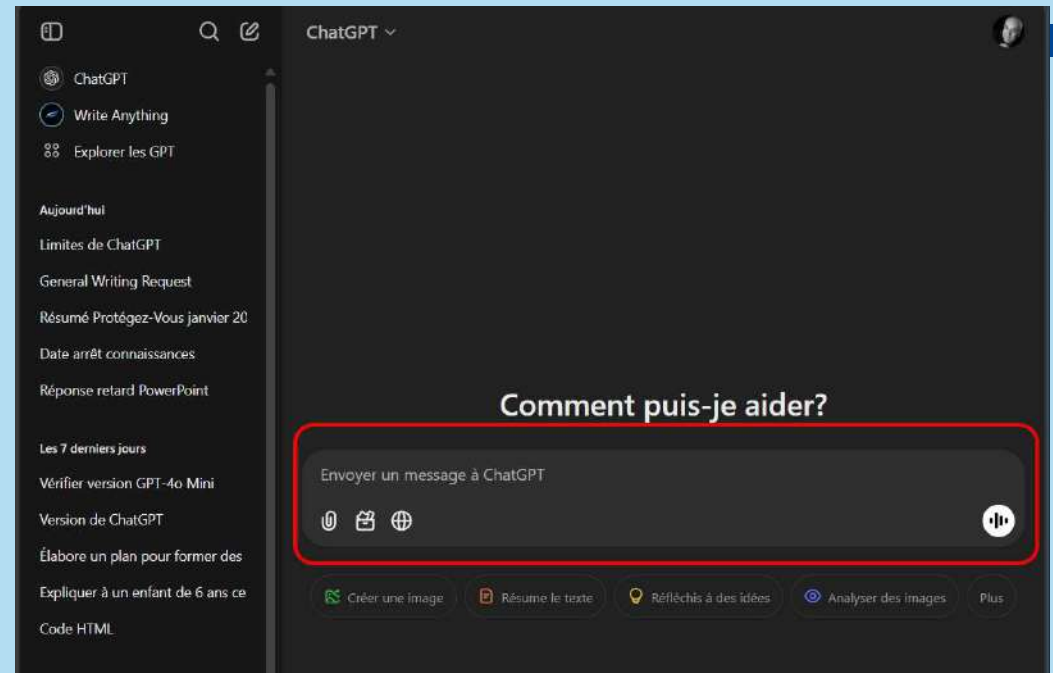 ChatGPT
ChatGPT
Write Anything
Explorer les GPT
Aujourd'hui
Limites de ChatGPT
General Writing Request
Résumé Protégez-Vous janvier 20
Date arrêt connaissances
Réponse retard PowerPoint
Les 7 derniers jours
Vérifier version GPT-4o Mini
Version de ChatGPT
Élabore un plan pour former des
Expliquer à un enfant de 6 ans ce
Code HTML
Comment puis-je aider?
Envoyer un message à ChatGPT
Créer une image Résume le texte Réfléchis à des idées Analyser des images Plus